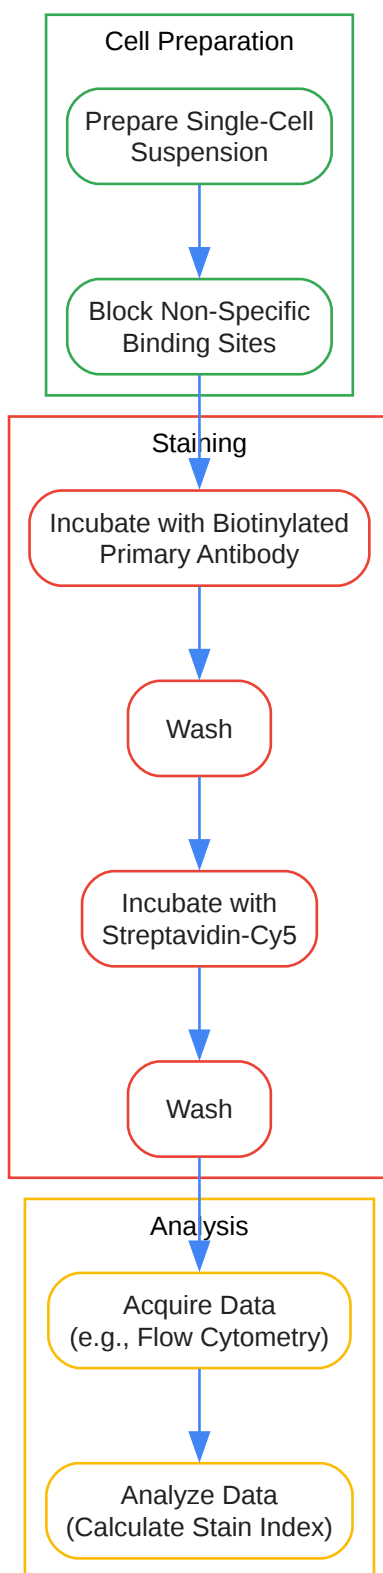 Cell Preparation
Prepare Single-Cell
Suspension
Block Non-Specific
Binding Sites
Staining
Incubate with Biotinylated
Primary Antibody
Wash
Incubate with
Streptavidin-Cy5
Wash
Analysis
Acquire Data
(e.g., Flow Cytometry)
Analyze Data
(Calculate Stain Index)